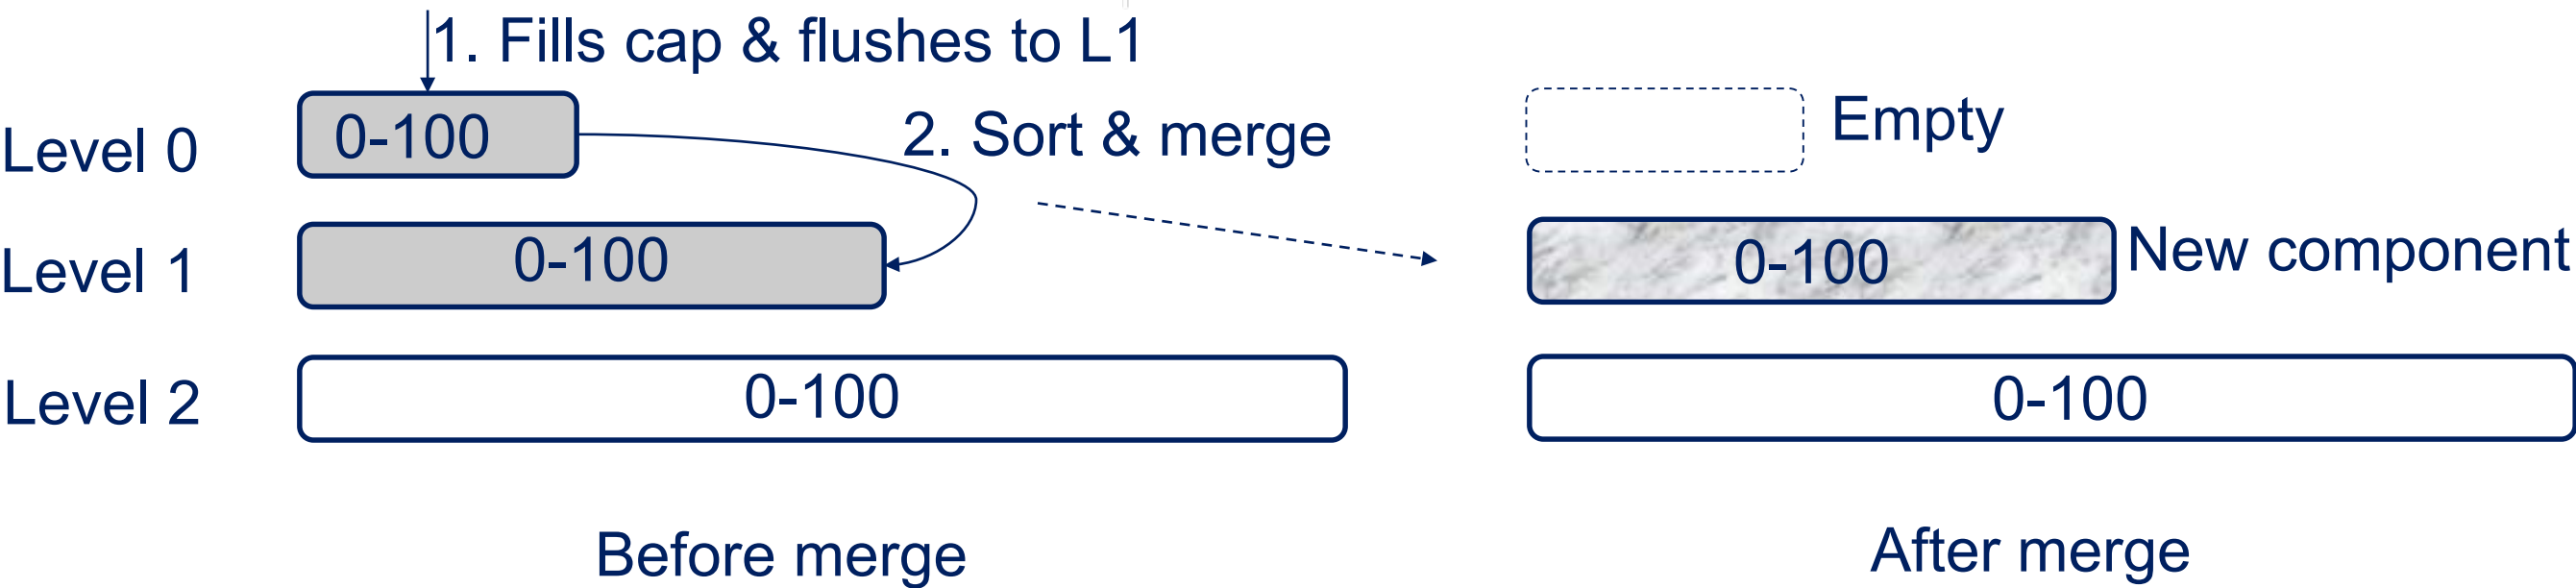 1. Fills cap & flushes to L1
Level 0
0-100
2. Sort & merge
Empty
Level 1
0-100
0-100
New component
Level 2
0-100
0-100
Before merge
After merge